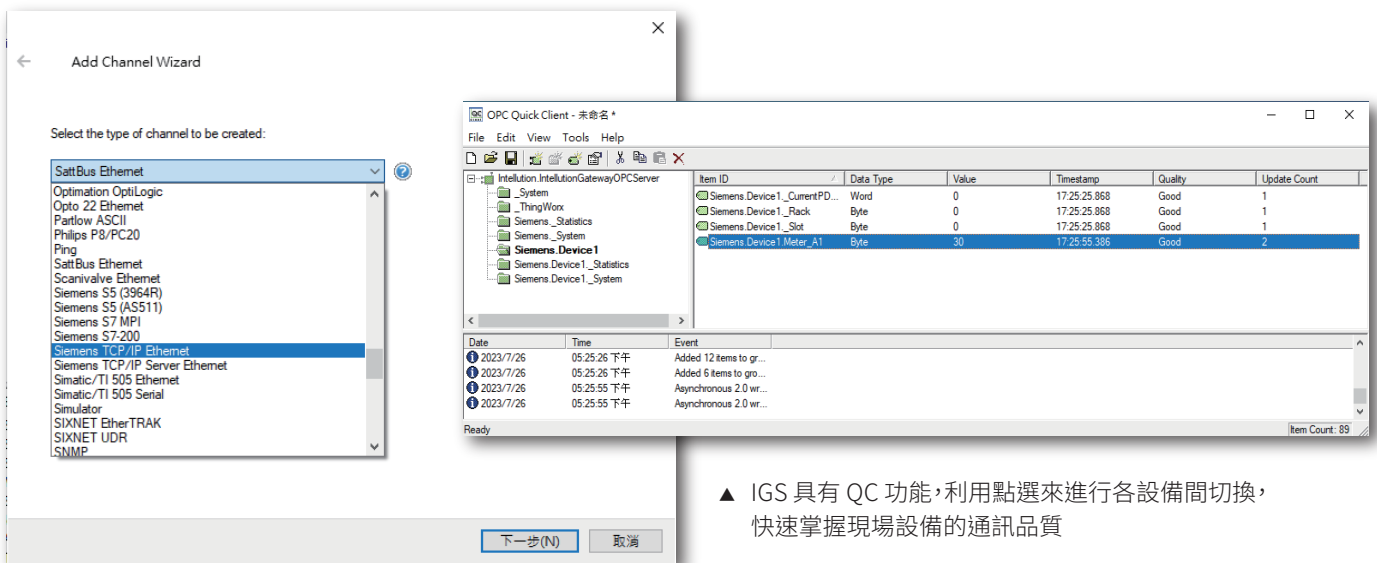 Add Channel Wizard
Select the type of channel to be created:
SattBus Ethernet
Optimation OptiLogic
Opto 22 Ethernet
Partlow ASCII
Philips P8/PC20
Ping
SattBus Ethernet
Scanivalve Ethernet
Siemens S5 (3964R)
Siemens S5 (AS511)
Siemens S7 MPI
Siemens S7-200
Siemens TCP/IP Ethernet
Siemens TCP/IP Server Ethernet
Simatic/TI 505 Ethernet
Simatic/TI 505 Serial
Simulator
SIXNET EtherTRAK
SIXNET UDR
SNMP
下一步(N) 取消
OPC Quick Client - 未命名 *
File Edit View Tools Help
Intellution.IntellutionGatewayOPCServer
_System
_ThingWorx
Siemens._Statistics
Siemens._System
Siemens.Device1
Siemens.Device1._Statistics
Siemens.Device1._System
Item ID Data Type Value Timestamp Quality Update Count
Siemens.Device1._CurrentPD... Word 0 17:25:25.868 Good 1
Siemens.Device1._Rack Byte 0 17:25:25.868 Good 1
Siemens.Device1._Slot Byte 0 17:25:25.868 Good 1
Siemens.Device1.Meter_A1 Byte 30 17:25:55.386 Good 2
Date Time Event
2023/7/26 05:25:26 下午 Added 12 items to gr...
2023/7/26 05:25:26 下午 Added 6 items to gro...
2023/7/26 05:25:55 下午 Asynchronous 2.0 wr...
2023/7/26 05:25:55 下午 Asynchronous 2.0 wr...
Ready Item Count: 89
▲ IGS 具有 QC 功能,利用點選來進行各設備間切換,
快速掌握現場設備的通訊品質